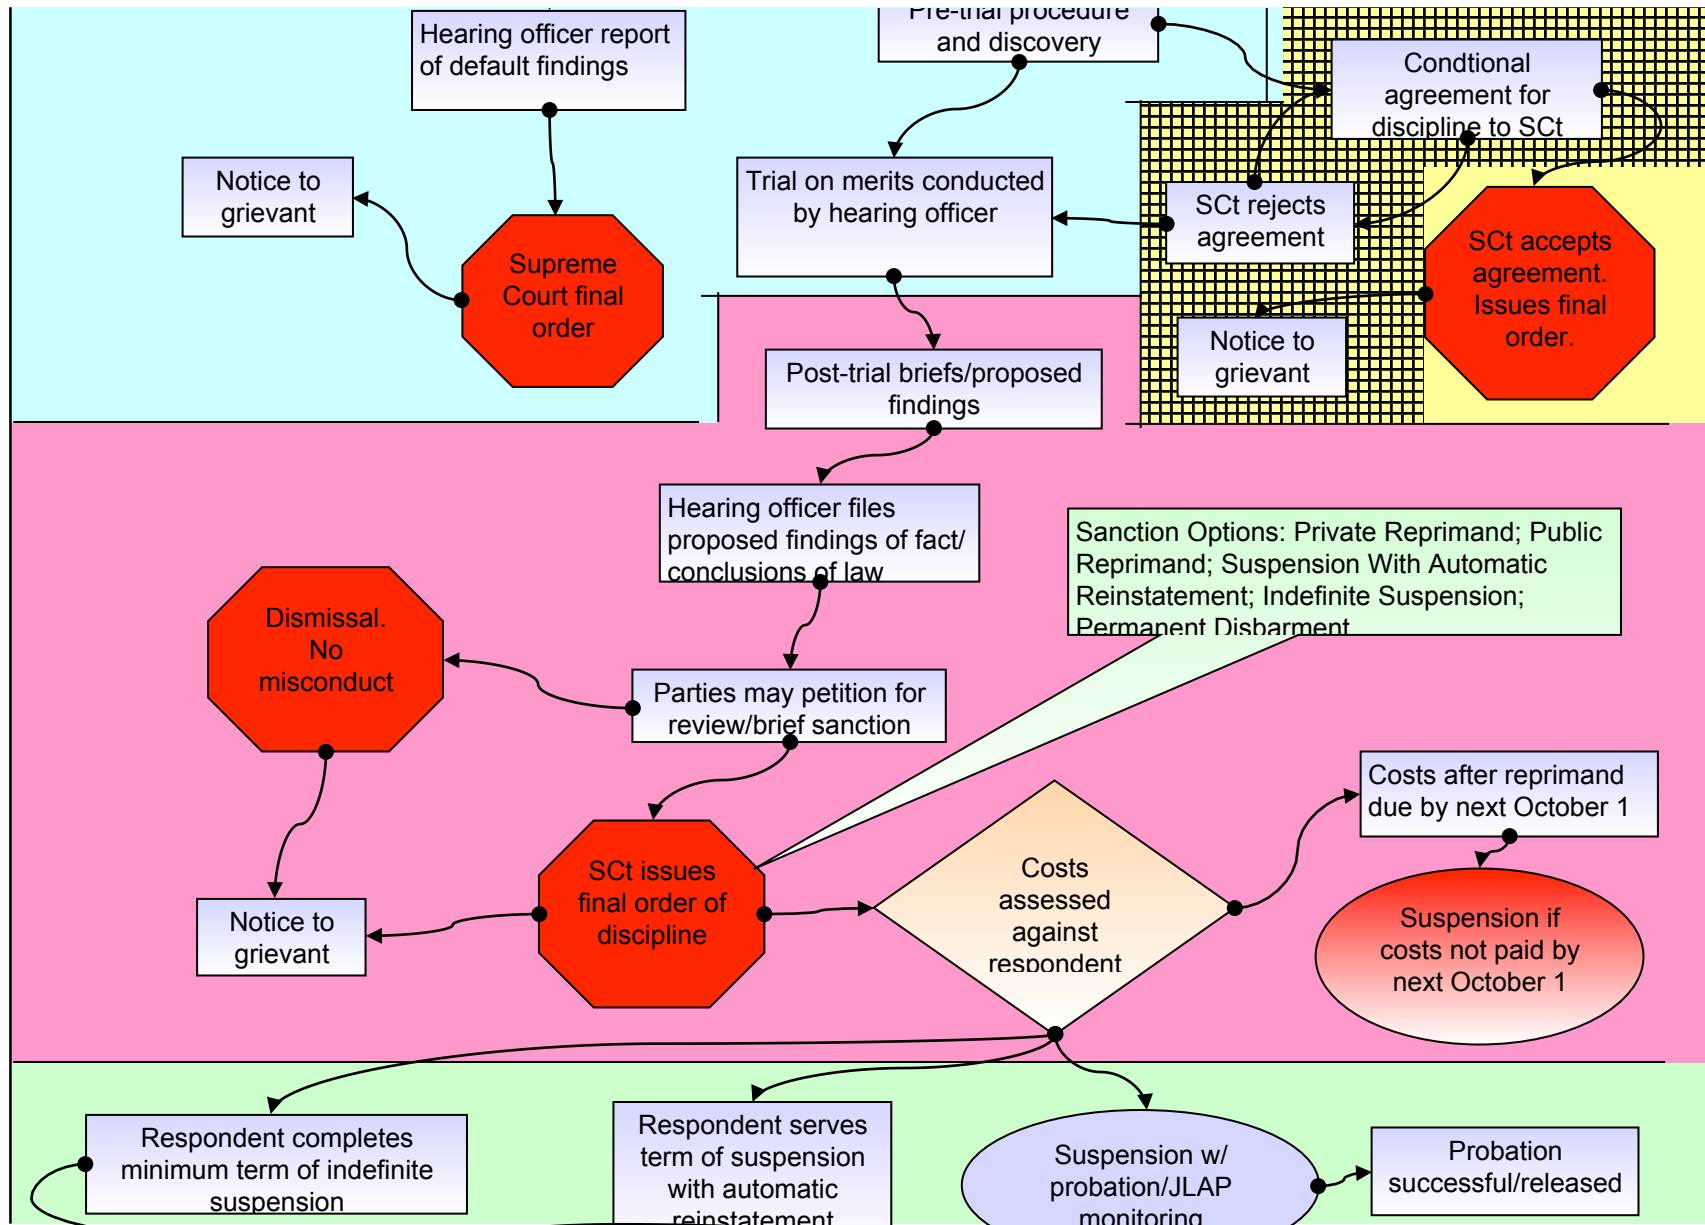 Hearing officer report
of default findings
Pre-trial procedure
and discovery
Condtional
agreement for
discipline to SCt
Notice to
grievant
Trial on merits conducted
by hearing officer
SCt rejects
agreement
SCt accepts
agreement.
Issues final
order.
Supreme
Court final
order
Notice to
grievant
Post-trial briefs/proposed
findings
Hearing officer files
proposed findings of fact/
conclusions of law
Sanction Options: Private Reprimand; Public
Reprimand; Suspension With Automatic
Reinstatement; Indefinite Suspension;
Permanent Disbarment
Dismissal.
No
misconduct
Parties may petition for
review/brief sanction
Costs after reprimand
due by next October 1
SCt issues
final order of
discipline
Costs
assessed
against
respondent
Notice to
grievant
Suspension if
costs not paid by
next October 1
Respondent completes
minimum term of indefinite
suspension
Respondent serves
term of suspension
with automatic
reinstatement
Suspension w/
probation/JLAP
monitoring
Probation
successful/released